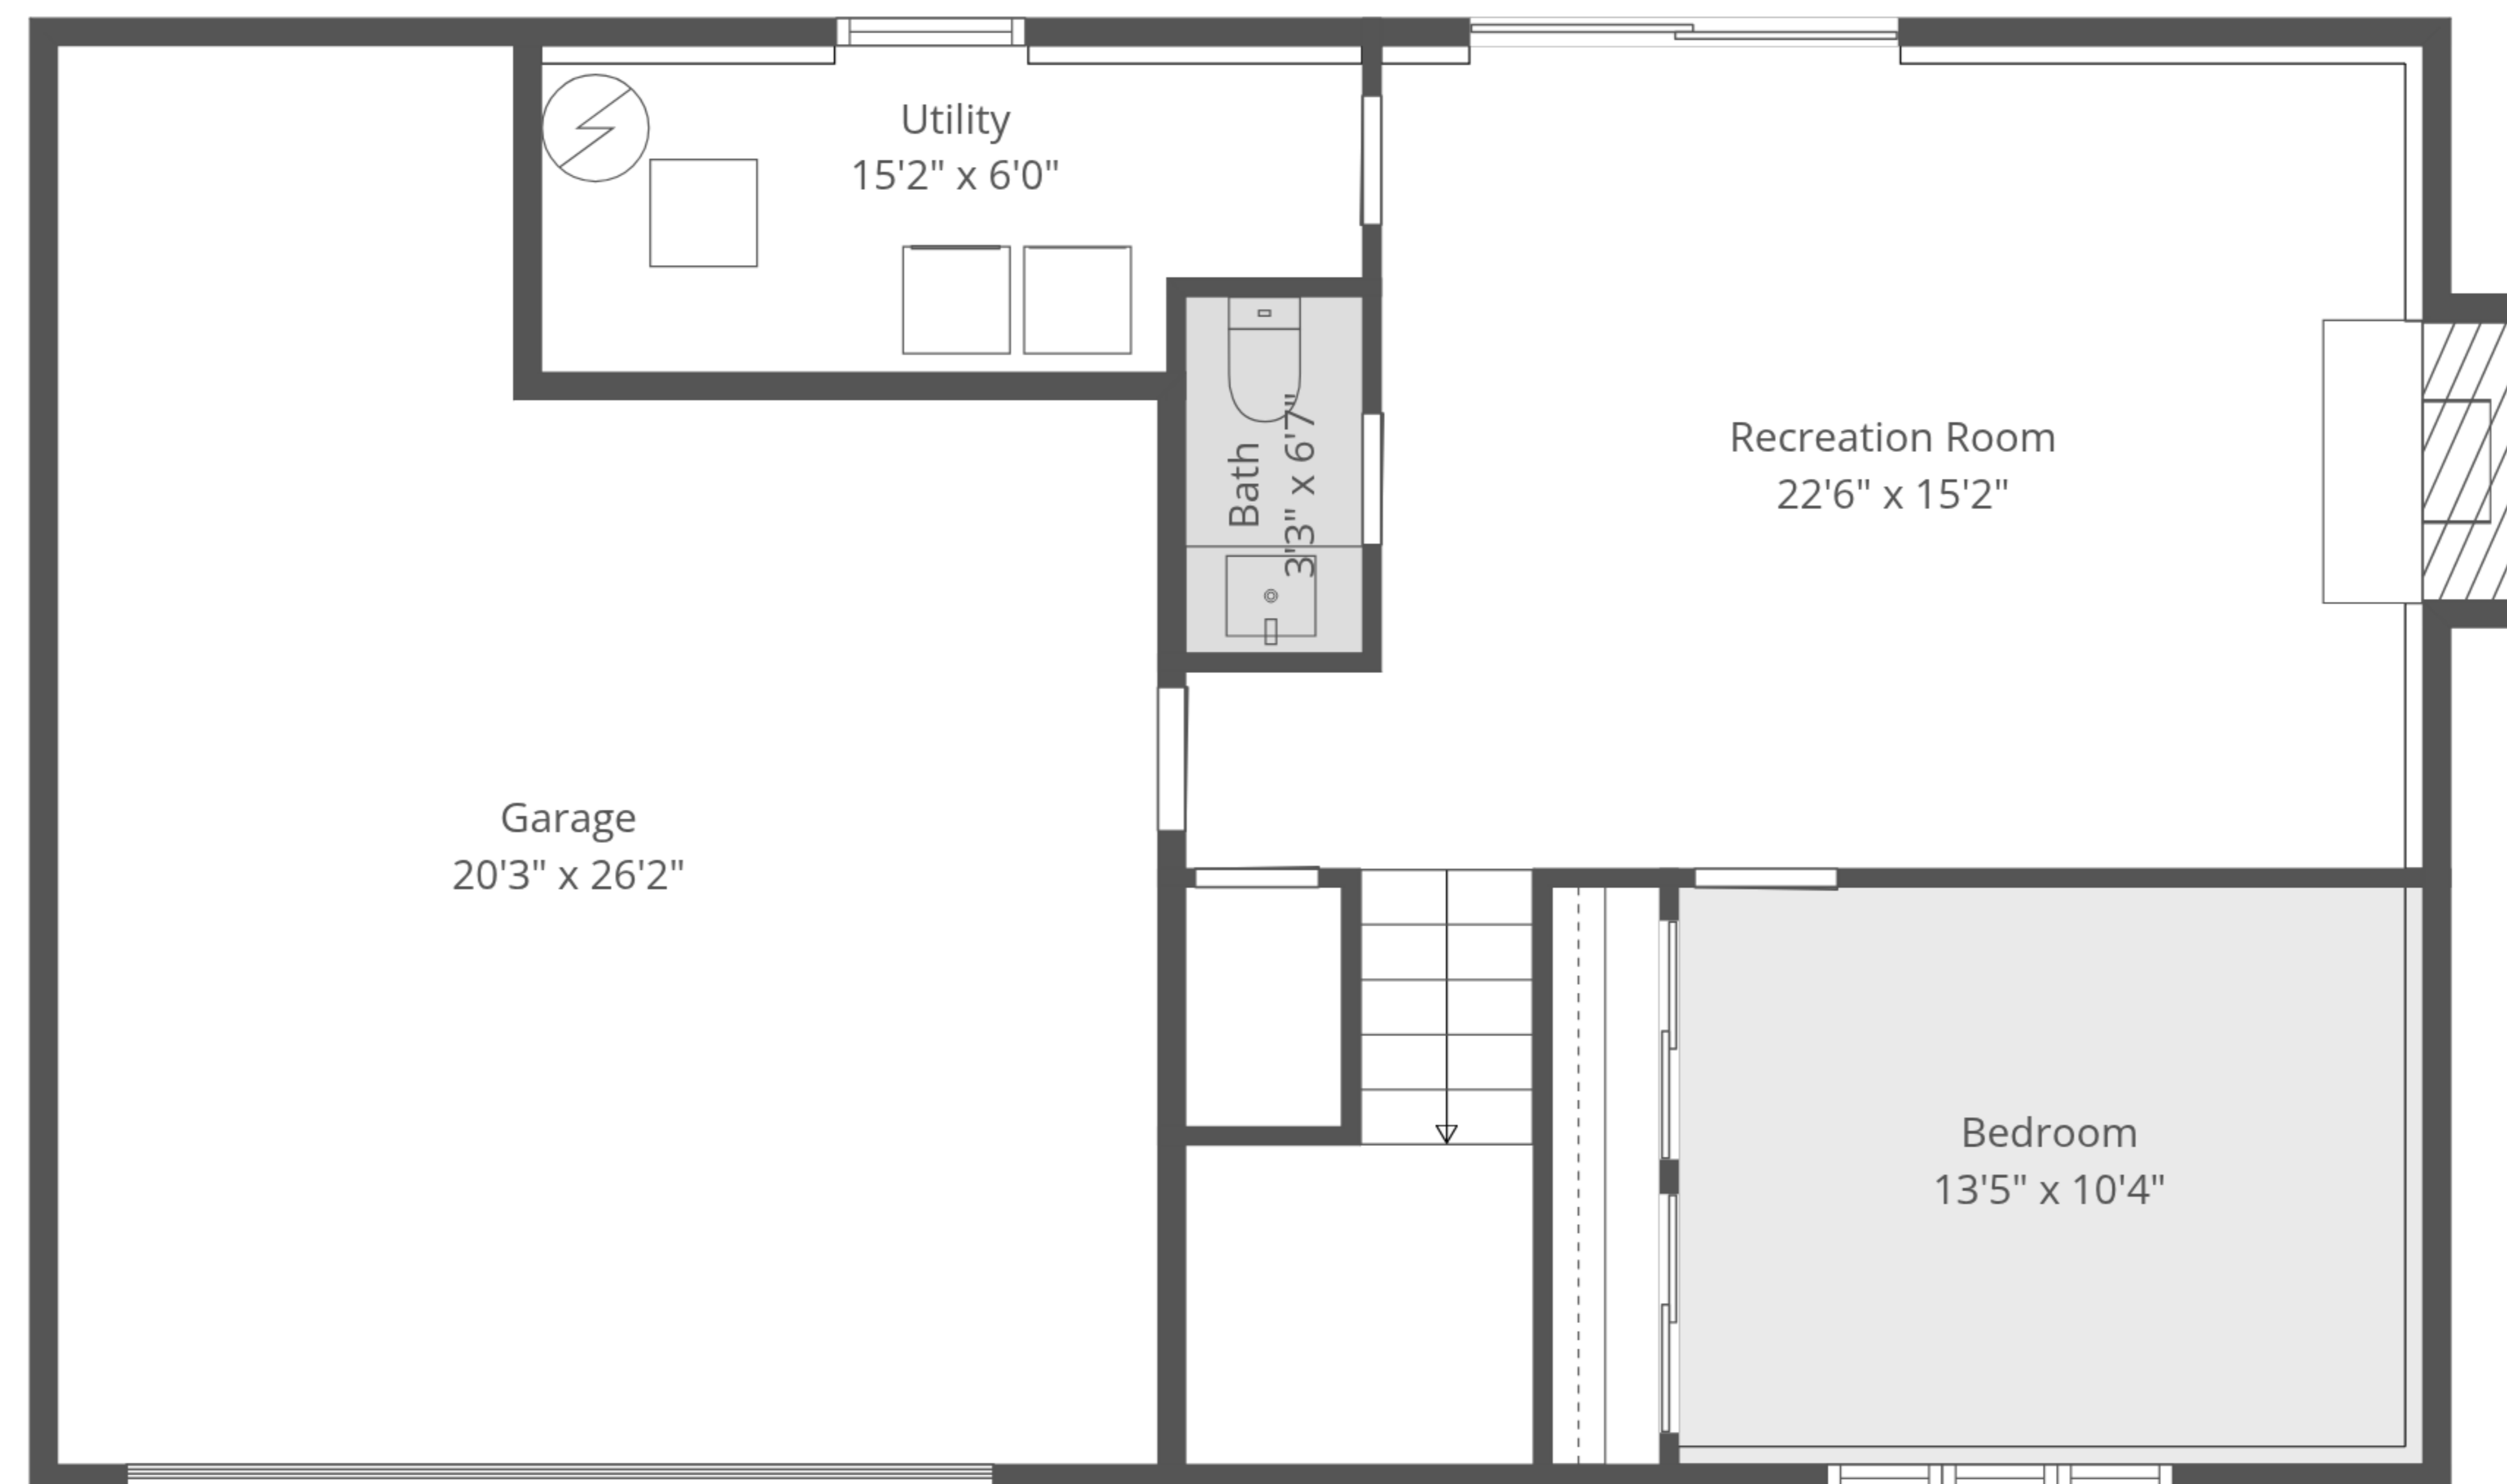 Utility
15'2" x 6'0"
Bath
3'3" x 6'7"
Recreation Room
22'6" x 15'2"
Garage
20'3" x 26'2"
Bedroom
13'5" x 10'4"